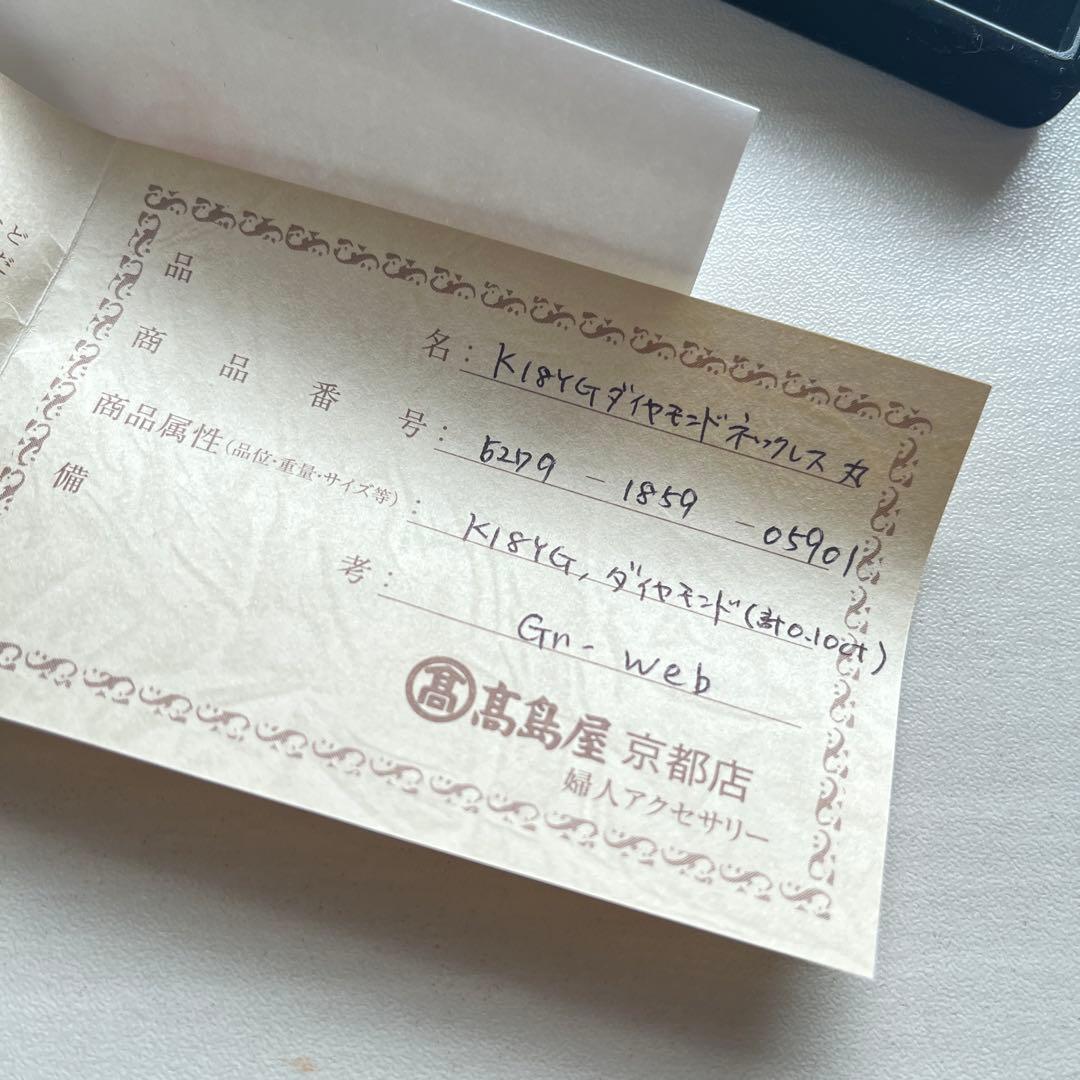 ど
だ
品名：K18YGダイヤモンドネックレス 丸
商品番号：5279-1859-05901
商品属性(品位・重量・サイズ等)：K18YG, ダイヤモンド(計0.10ct)
備考：Gn- web
髙 髙島屋 京都店
婦人アクセサリー